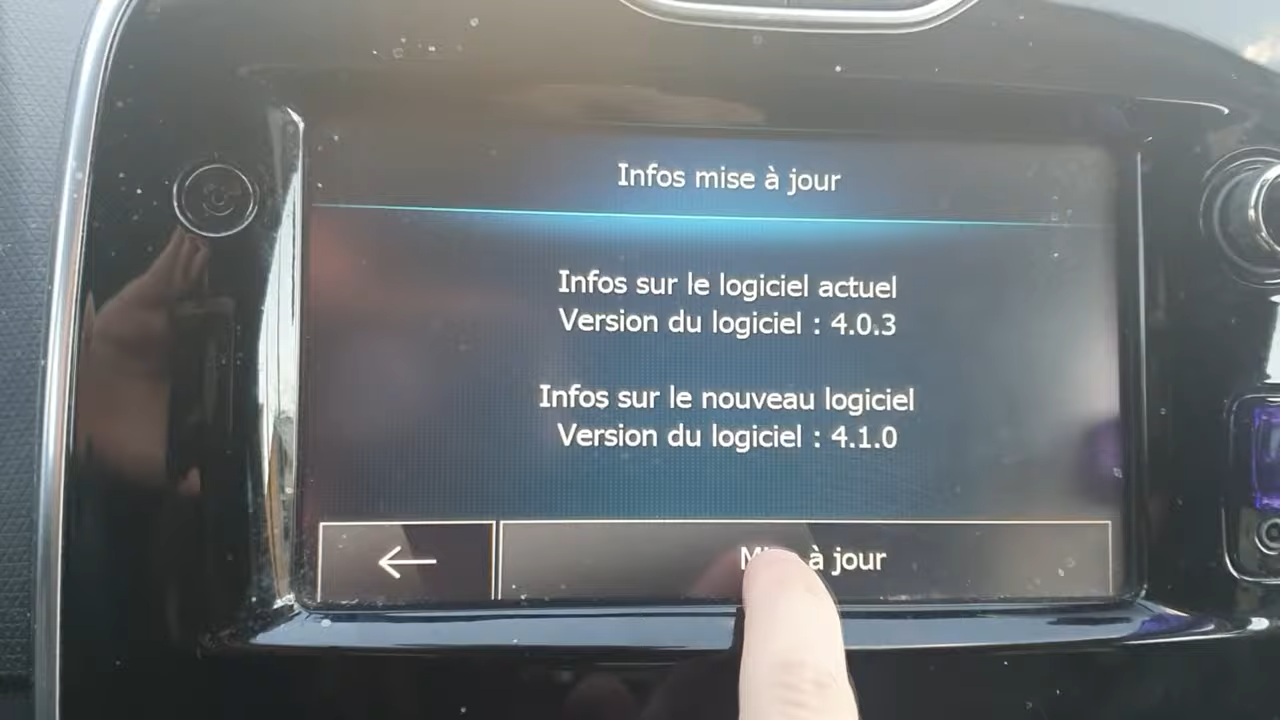 Infos mise à jour
Infos sur le logiciel actuel
Version du logiciel : 4.0.3
Infos sur le nouveau logiciel
Version du logiciel : 4.1.0
Mise à jour